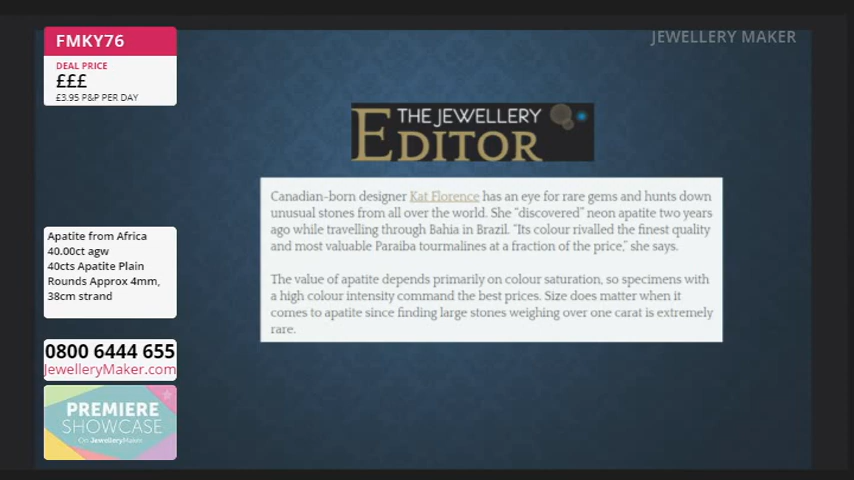 FMKY76
DEAL PRICE
£££
£3.95 P&P PER DAY
JEWELLERY MAKER
THE JEWELLERY
EDITOR
Canadian-born designer Kat Florence has an eye for rare gems and hunts down
unusual stones from all over the world. She “discovered” neon apatite two years
ago while travelling through Bahia in Brazil. “Its colour rivalled the finest quality
and most valuable Paraiba tourmalines at a fraction of the price,” she says.
The value of apatite depends primarily on colour saturation, so specimens with
a high colour intensity command the best prices. Size does matter when it
comes to apatite since finding large stones weighing over one carat is extremely
rare.
Apatite from Africa
40.00ct agw
40cts Apatite Plain
Rounds Approx 4mm,
38cm strand
0800 6444 655
JewelleryMaker.com
PREMIERE
SHOWCASE
On JewelleryMaker